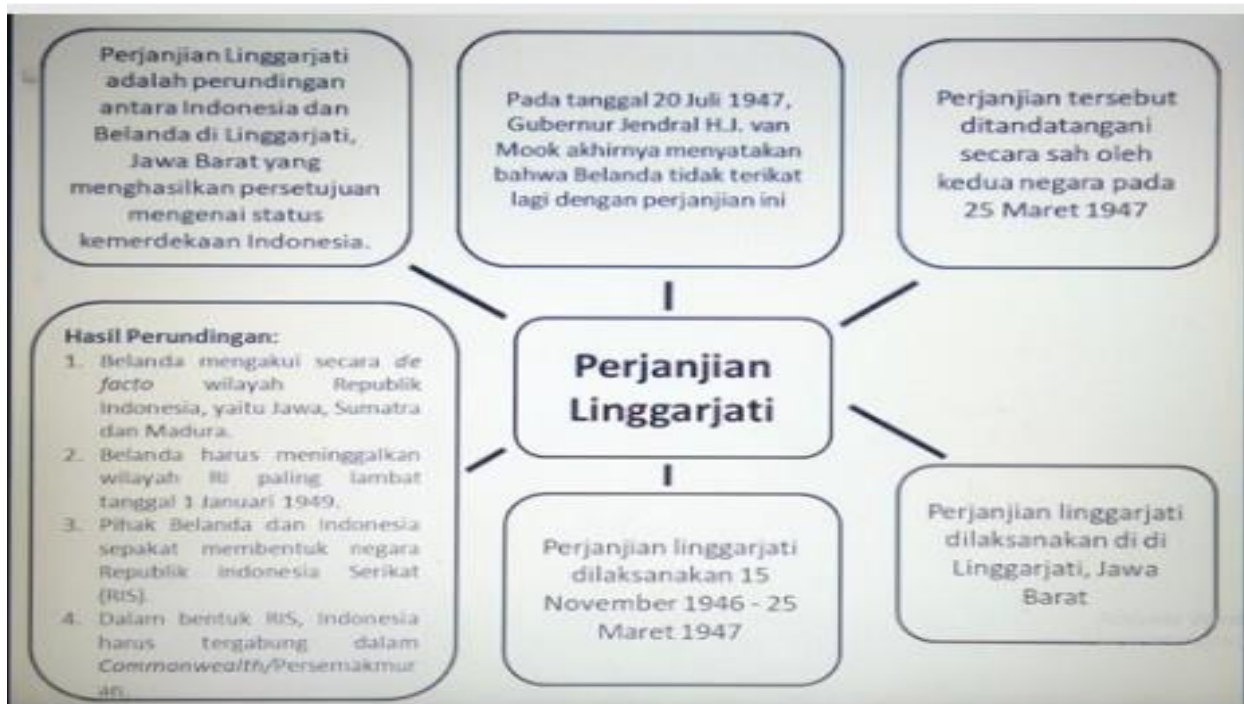 Perjanjian Linggarjati
adalah perundingan
antara Indonesia dan
Belanda di Linggarjati,
Jawa Barat yang
menghasilkan persetujuan
mengenai status
kemerdekaan Indonesia.
Pada tanggal 20 Juli 1947,
Gubernur Jendral H.J. van
Mook akhirnya menyatakan
bahwa Belanda tidak terikat
lagi dengan perjanjian ini
Perjanjian tersebut
ditandatangani
secara sah oleh
kedua negara pada
25 Maret 1947
Perjanjian
Linggarjati
Hasil Perundingan:
1. Belanda mengakui secara de
facto wilayah Republik
Indonesia, yaitu Jawa, Sumatra
dan Madura.
2. Belanda harus meninggalkan
wilayah RI paling lambat
tanggal 1 Januari 1949.
3. Pihak Belanda dan Indonesia
sepakat membentuk negara
Republik Indonesia Serikat
(RIS).
4. Dalam bentuk RIS, Indonesia
harus tergabung dalam
Commonwealth/Persemakmur
an.
Perjanjian linggarjati
dilaksanakan 15
November 1946 - 25
Maret 1947
Perjanjian linggarjati
dilaksanakan di di
Linggarjati, Jawa
Barat